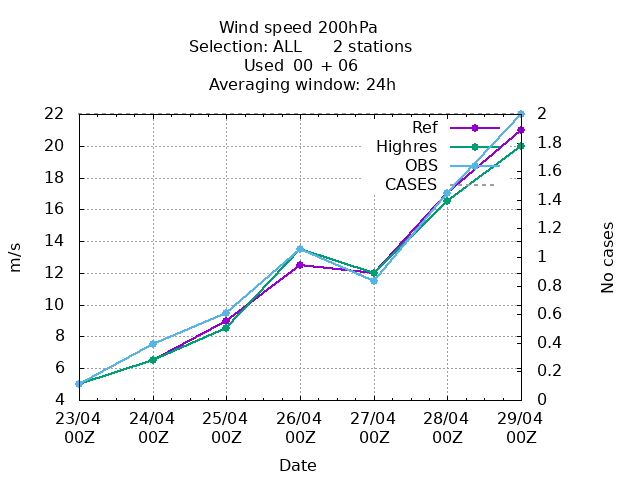 Wind speed 200hPa
Selection: ALL 2 stations
Used 00 + 06
Averaging window: 24h
22 2
20 1.8
18 1.6
16 1.4
14 1.2
12 1
10 0.8
8 0.6
6 0.4
4 0.2
0
Ref
Highres
OBS
CASES
m/s
No cases
23/04 24/04 25/04 26/04 27/04 28/04 29/04
00Z 00Z 00Z 00Z 00Z 00Z 00Z
Date